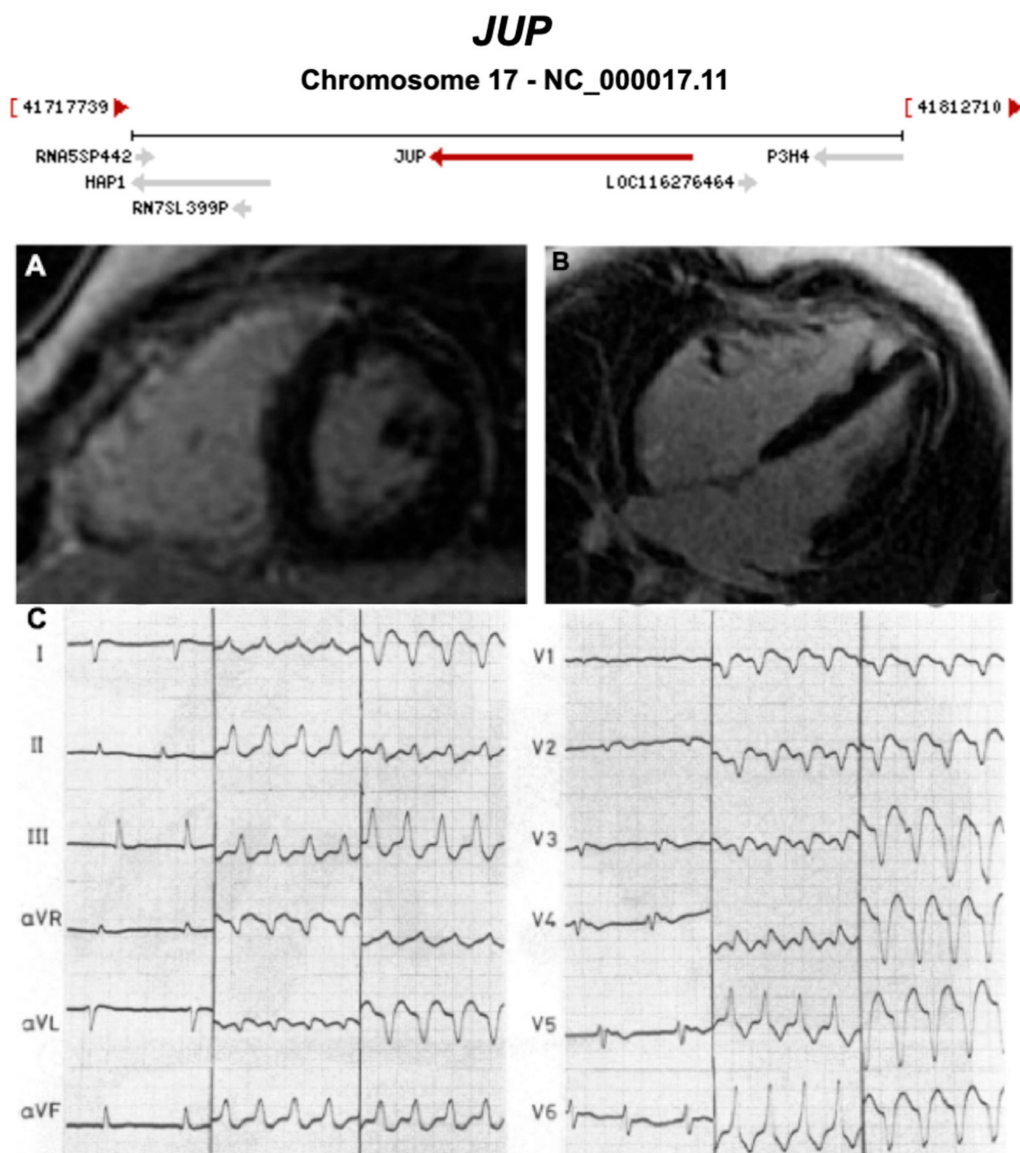 JUP
Chromosome 17 - NC_000017.11
[ 41717739
[ 41812710
RNA5SP442
JUP
P3H4
HAP1
LOC116276464
RN7SL399P
A
B
C
I
II
III
aVR
aVL
aVF
V1
V2
V3
V4
V5
V6